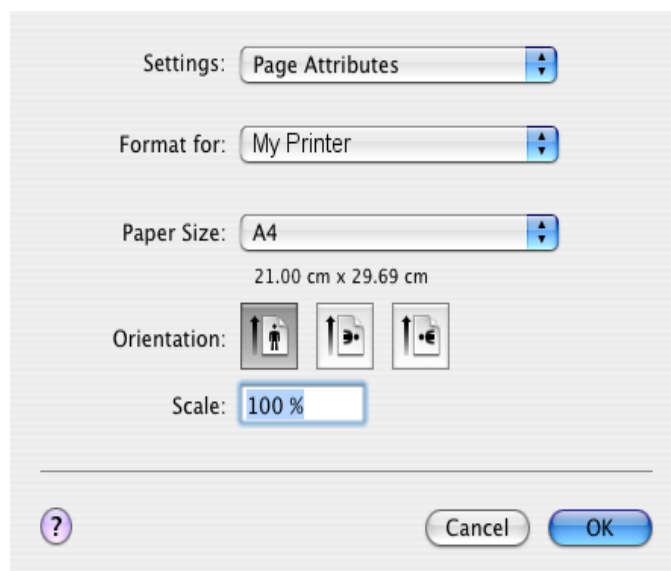 Settings: Page Attributes
Format for: My Printer
Paper Size: A4
21.00 cm x 29.69 cm
Orientation:
Scale: 100 %
? Cancel OK